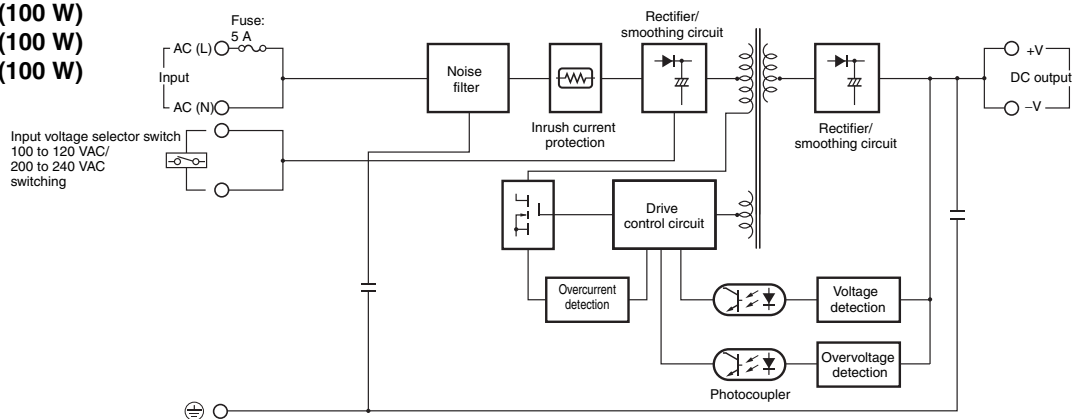 (100 W)
(100 W)
(100 W)
Fuse:
5 A
AC (L)
Input
AC (N)
Input voltage selector switch
100 to 120 VAC/
200 to 240 VAC
switching
Noise
filter
Inrush current
protection
Rectifier/
smoothing circuit
Rectifier/
smoothing circuit
+V
DC output
–V
Drive
control circuit
Overcurrent
detection
Voltage
detection
Overvoltage
detection
Photocoupler